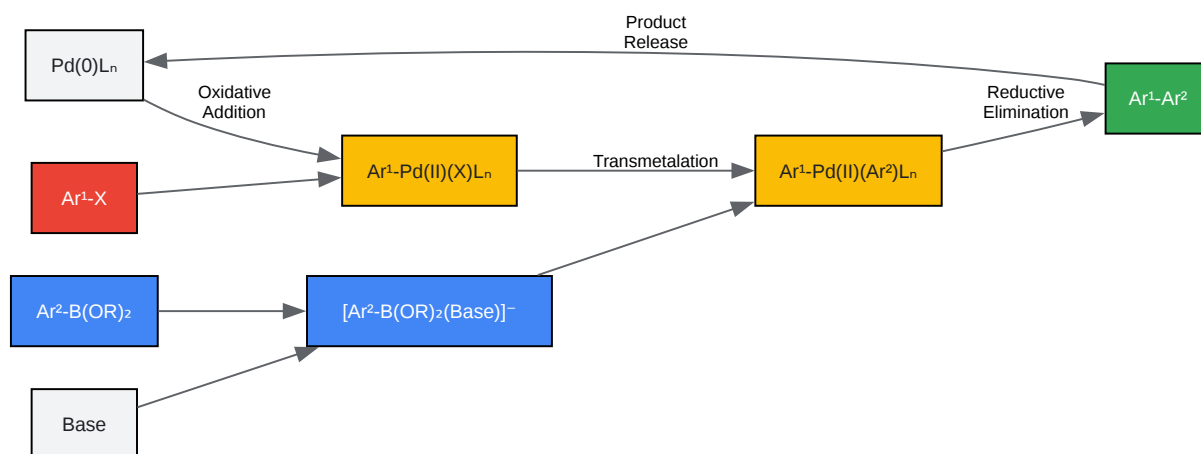 Product
Release
Pd(0)Lₙ
Ar¹-Ar²
Oxidative
Addition
Reductive
Elimination
Ar¹-Pd(II)(X)Lₙ
Transmetalation
Ar¹-Pd(II)(Ar²)Lₙ
Ar¹-X
Ar²-B(OR)₂
[Ar²-B(OR)₂(Base)]⁻
Base